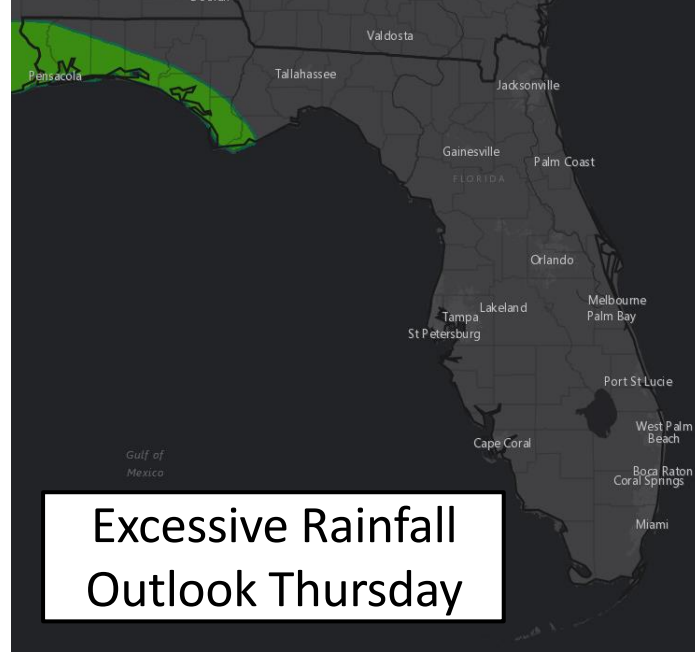 Valdosta
Pensacola
Tallahassee
Jacksonville
Gainesville
Palm Coast
FLORIDA
Orlando
Melbourne
Lakeland
Palm Bay
Tampa
St Petersburg
Port St Lucie
West Palm
Beach
Cape Coral
Gulf of
Mexico
Boca Raton
Coral Springs
Miami
Excessive Rainfall
Outlook Thursday